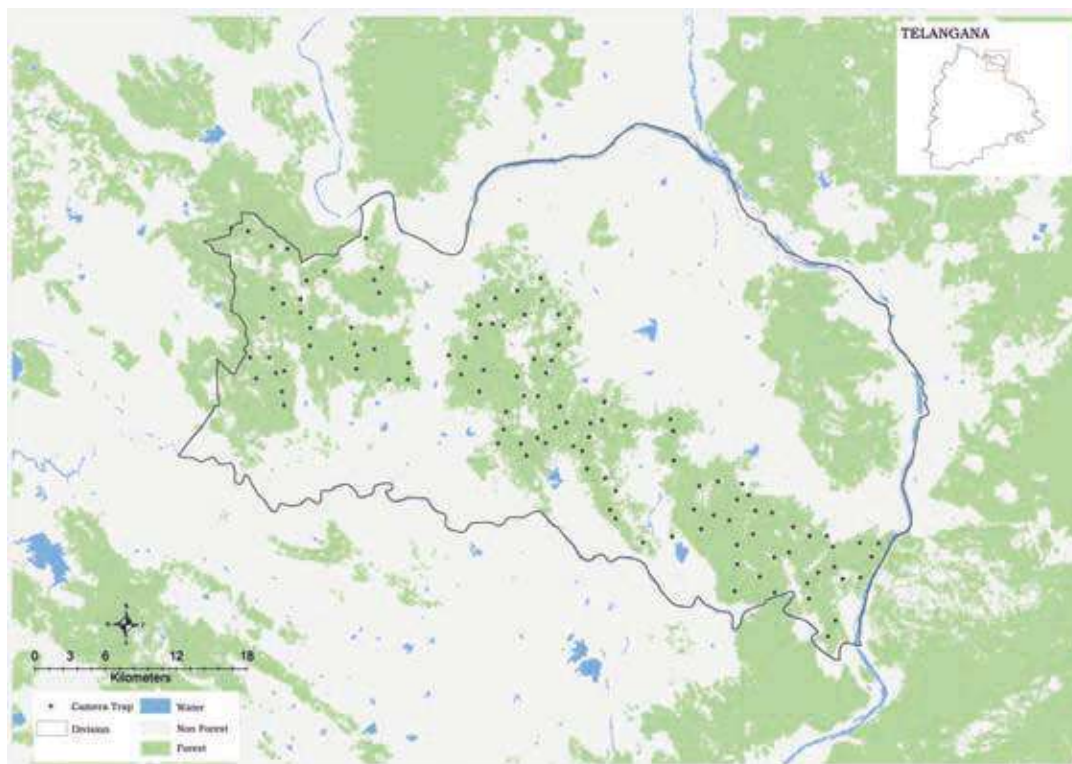 TELANGANA
0 3 6 12 18
Kilometers
Camera Trap
Water
Division
Non Forest
Forest